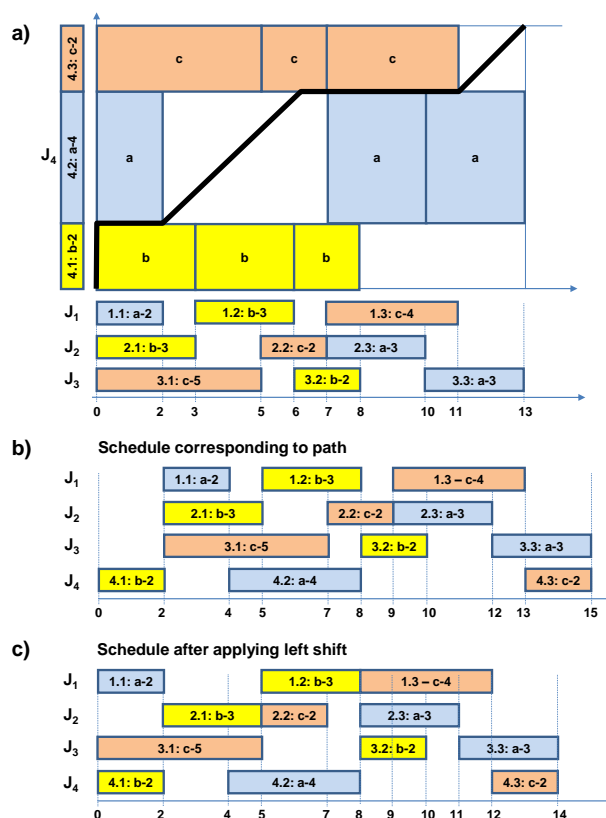 a)
4.3: c-2
c c c
J4
4.2: a-4
a a a
4.1: b-2
b b b
J1 1.1: a-2 1.2: b-3 1.3: c-4
J2 2.1: b-3 2.2: c-2 2.3: a-3
J3 3.1: c-5 3.2: b-2 3.3: a-3
0 2 3 5 6 7 8 10 11 13
b) Schedule corresponding to path
J1 1.1: a-2 1.2: b-3 1.3 – c-4
J2 2.1: b-3 2.2: c-2 2.3: a-3
J3 3.1: c-5 3.2: b-2 3.3: a-3
J4 4.1: b-2 4.2: a-4 4.3: c-2
0 2 4 5 7 8 9 10 12 13 15
c) Schedule after applying left shift
J1 1.1: a-2 1.2: b-3 1.3 – c-4
J2 2.1: b-3 2.2: c-2 2.3: a-3
J3 3.1: c-5 3.2: b-2 3.3: a-3
J4 4.1: b-2 4.2: a-4 4.3: c-2
0 2 4 5 7 8 9 10 11 12 14